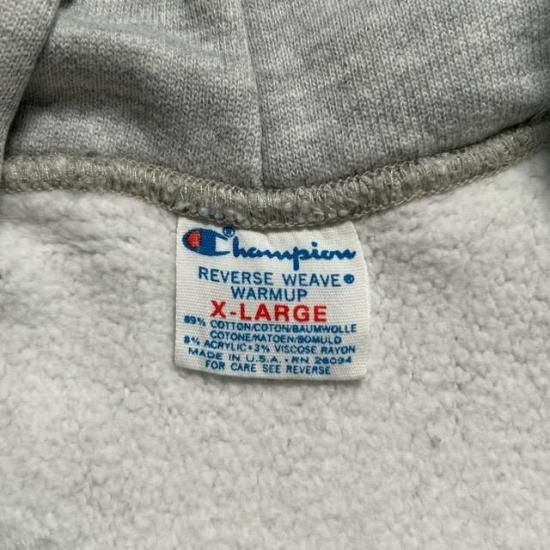 Champion®
REVERSE WEAVE®
WARMUP
X-LARGE
89% COTTON/COTON/BAUMWOLLE
COTONE/KATOEN/BOMULD
8% ACRYLIC•3% VISCOSE RAYON
MADE IN U.S.A. • RN 26094
FOR CARE SEE REVERSE